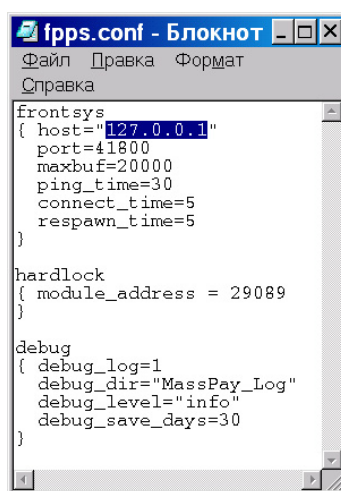 fpps.conf - Блокнот
Файл Правка Формат
Справка
frontsys
{ host="127.0.0.1"
  port=41800
  maxbuf=20000
  ping_time=30
  connect_time=5
  respawn_time=5
}

hardlock
{ module_address = 29089
}

debug
{ debug_log=1
  debug_dir="MassPay_Log"
  debug_level="info"
  debug_save_days=30
}